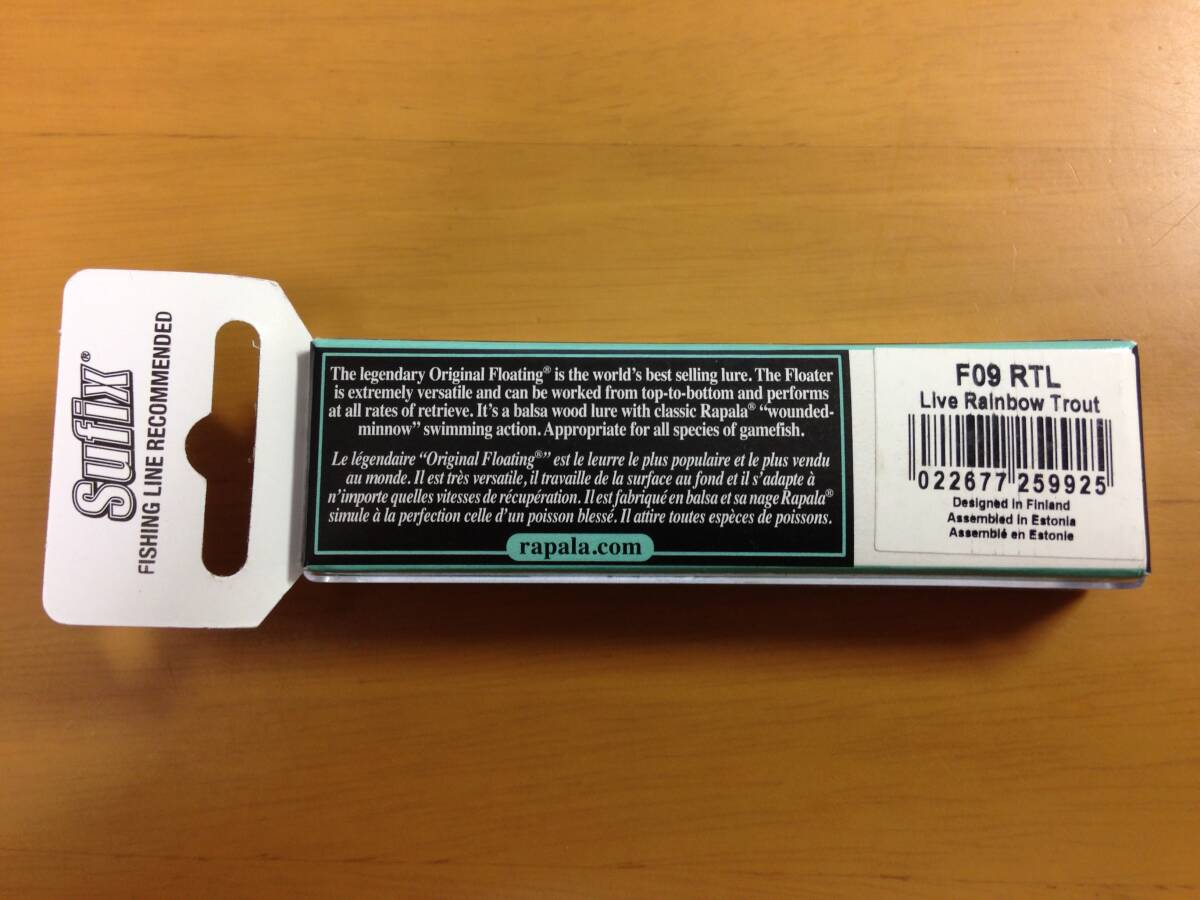 Sufix®
FISHING LINE RECOMMENDED
The legendary Original Floating® is the world's best selling lure. The Floater
is extremely versatile and can be worked from top-to-bottom and performs
at all rates of retrieve. It's a balsa wood lure with classic Rapala® "wounded-
minnow" swimming action. Appropriate for all species of gamefish.
Le légendaire "Original Floating®" est le leurre le plus populaire et le plus vendu
au monde. Il est très versatile, il travaille de la surface au fond et il s'adapte à
n'importe quelles vitesses de récupération. Il est fabriqué en balsa et sa nage Rapala®
simule à la perfection celle d'un poisson blessé. Il attire toutes espèces de poissons.
rapala.com
F09 RTL
Live Rainbow Trout
022677 259925
Designed in Finland
Assembled in Estonia
Assemblé en Estonie